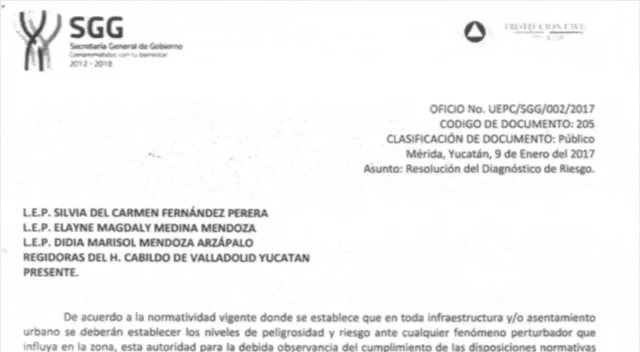 SGG
Secretaría General de Gobierno
Comprometidos con tu bienestar
2012 - 2018
PROTECCION CIVIL
OFICIO No. UEPC/SGG/002/2017
CODIGO DE DOCUMENTO: 205
CLASIFICACIÓN DE DOCUMENTO: Público
Mérida, Yucatán, 9 de Enero del 2017
Asunto: Resolución del Diagnóstico de Riesgo.
L.E.P. SILVIA DEL CARMEN FERNÁNDEZ PERERA
L.E.P. ELAYNE MAGDALY MEDINA MENDOZA
L.E.P. DIDIA MARISOL MENDOZA ARZÁPALO
REGIDORAS DEL H. CABILDO DE VALLADOLID YUCATAN
PRESENTE.
De acuerdo a la normatividad vigente donde se establece que en toda infraestructura y/o asentamiento
urbano se deberán establecer los niveles de peligrosidad y riesgo ante cualquier fenómeno perturbador que
influya en la zona, esta autoridad para la debida observancia del cumplimiento de las disposiciones normativas